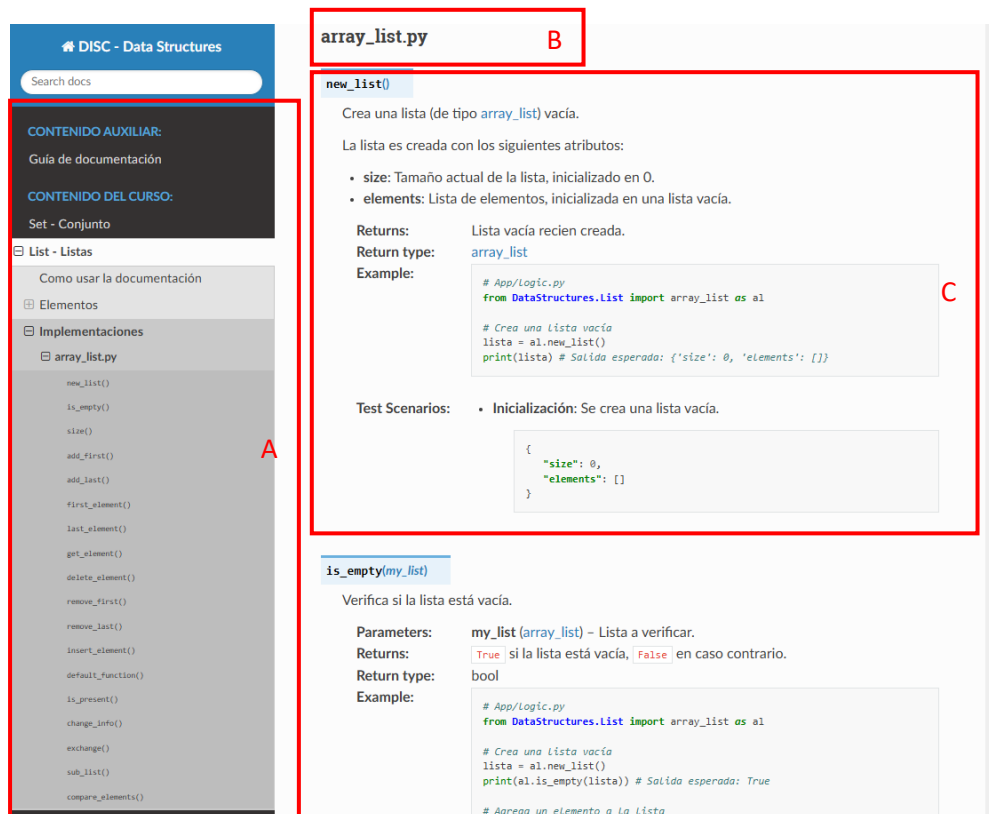 DISC - Data Structures
Search docs
CONTENIDO AUXILIAR:
Guía de documentación
CONTENIDO DEL CURSO:
Set - Conjunto
List - Listas
Como usar la documentación
Elementos
Implementaciones
array_list.py
new_list()
is_empty()
size()
add_first()
add_last()
first_element()
last_element()
get_element()
delete_element()
remove_first()
remove_last()
insert_element()
default_function()
is_present()
change_info()
exchange()
sub_list()
compare_elements()
A
array_list.py
B
new_list()
Crea una lista (de tipo array_list) vacía.
La lista es creada con los siguientes atributos:
• size: Tamaño actual de la lista, inicializado en 0.
• elements: Lista de elementos, inicializada en una lista vacía.
Returns: Lista vacía recien creada.
Return type: array_list
Example:
# App/logic.py
from DataStructures.List import array_list as al
# Crea una lista vacía
lista = al.new_list()
print(lista) # Salida esperada: {'size': 0, 'elements': []}
C
Test Scenarios: • Inicialización: Se crea una lista vacía.
{
"size": 0,
"elements": []
}
is_empty(my_list)
Verifica si la lista está vacía.
Parameters: my_list (array_list) – Lista a verificar.
Returns: True si la lista está vacía, False en caso contrario.
Return type: bool
Example:
# App/logic.py
from DataStructures.List import array_list as al
# Crea una lista vacía
lista = al.new_list()
print(al.is_empty(lista)) # Salida esperada: True
# Agrega un elemento a la lista